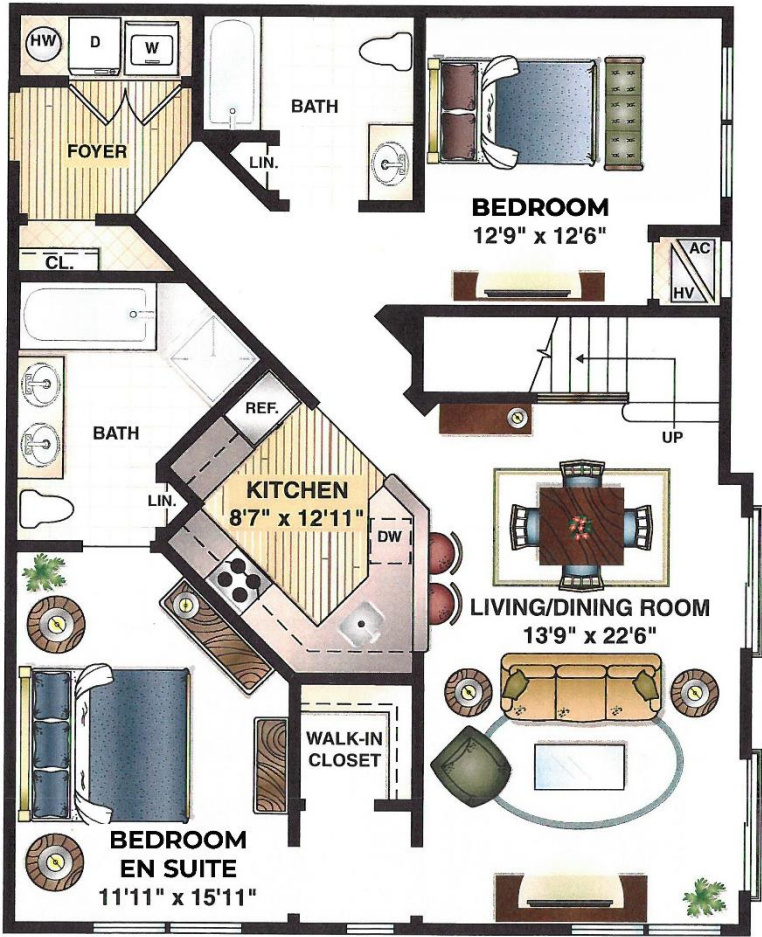 HW
D
W
BATH
FOYER
LIN.
BEDROOM
12'9" x 12'6"
CL.
AC
HV
REF.
BATH
UP
LIN.
KITCHEN
8'7" x 12'11"
DW
LIVING/DINING ROOM
13'9" x 22'6"
WALK-IN
CLOSET
BEDROOM
EN SUITE
11'11" x 15'11"